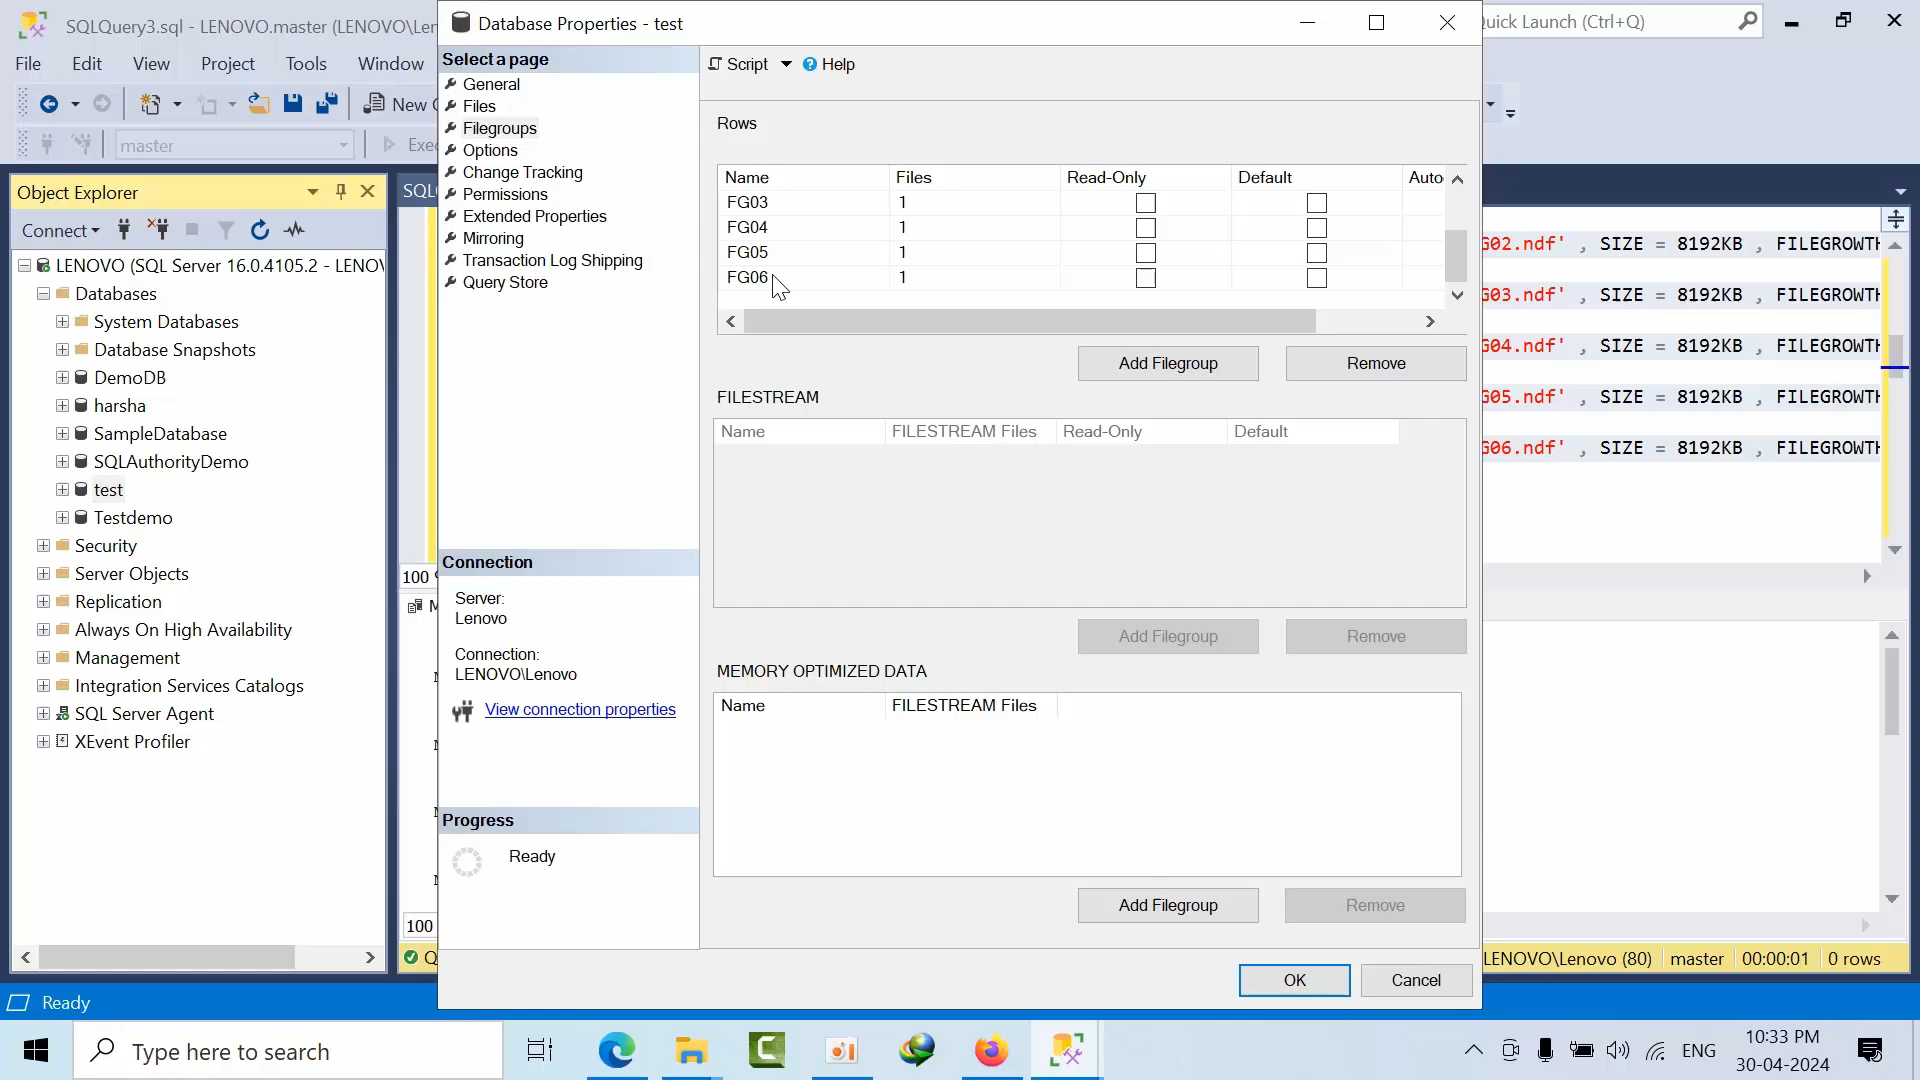 SQLQuery3.sql - LENOVO.master (LENOVO\Ler
Database Properties - test
Quick Launch (Ctrl+Q)
File Edit View Project Tools Window
New
master
Object Explorer
Connect
LENOVO (SQL Server 16.0.4105.2 - LENOV
Databases
System Databases
Database Snapshots
DemoDB
harsha
SampleDatabase
SQLAuthorityDemo
test
Testdemo
Security
Server Objects
Replication
Always On High Availability
Management
Integration Services Catalogs
SQL Server Agent
XEvent Profiler
Ready
Select a page
General
Files
Filegroups
Options
Change Tracking
Permissions
Extended Properties
Mirroring
Transaction Log Shipping
Query Store
Connection
Server:
Lenovo
Connection:
LENOVO\Lenovo
View connection properties
Progress
Ready
Script Help
Rows
Name Files Read-Only Default Auto
FG03 1
FG04 1
FG05 1
FG06 1
Add Filegroup Remove
FILESTREAM
Name FILESTREAM Files Read-Only Default
Add Filegroup Remove
MEMORY OPTIMIZED DATA
Name FILESTREAM Files
Add Filegroup Remove
OK Cancel
SQL
100
100
G02.ndf' , SIZE = 8192KB , FILEGROWTH
G03.ndf' , SIZE = 8192KB , FILEGROWTH
G04.ndf' , SIZE = 8192KB , FILEGROWTH
G05.ndf' , SIZE = 8192KB , FILEGROWTH
G06.ndf' , SIZE = 8192KB , FILEGROWTH
LENOVO\Lenovo (80) master 00:00:01 0 rows
Type here to search
ENG
10:33 PM
30-04-2024